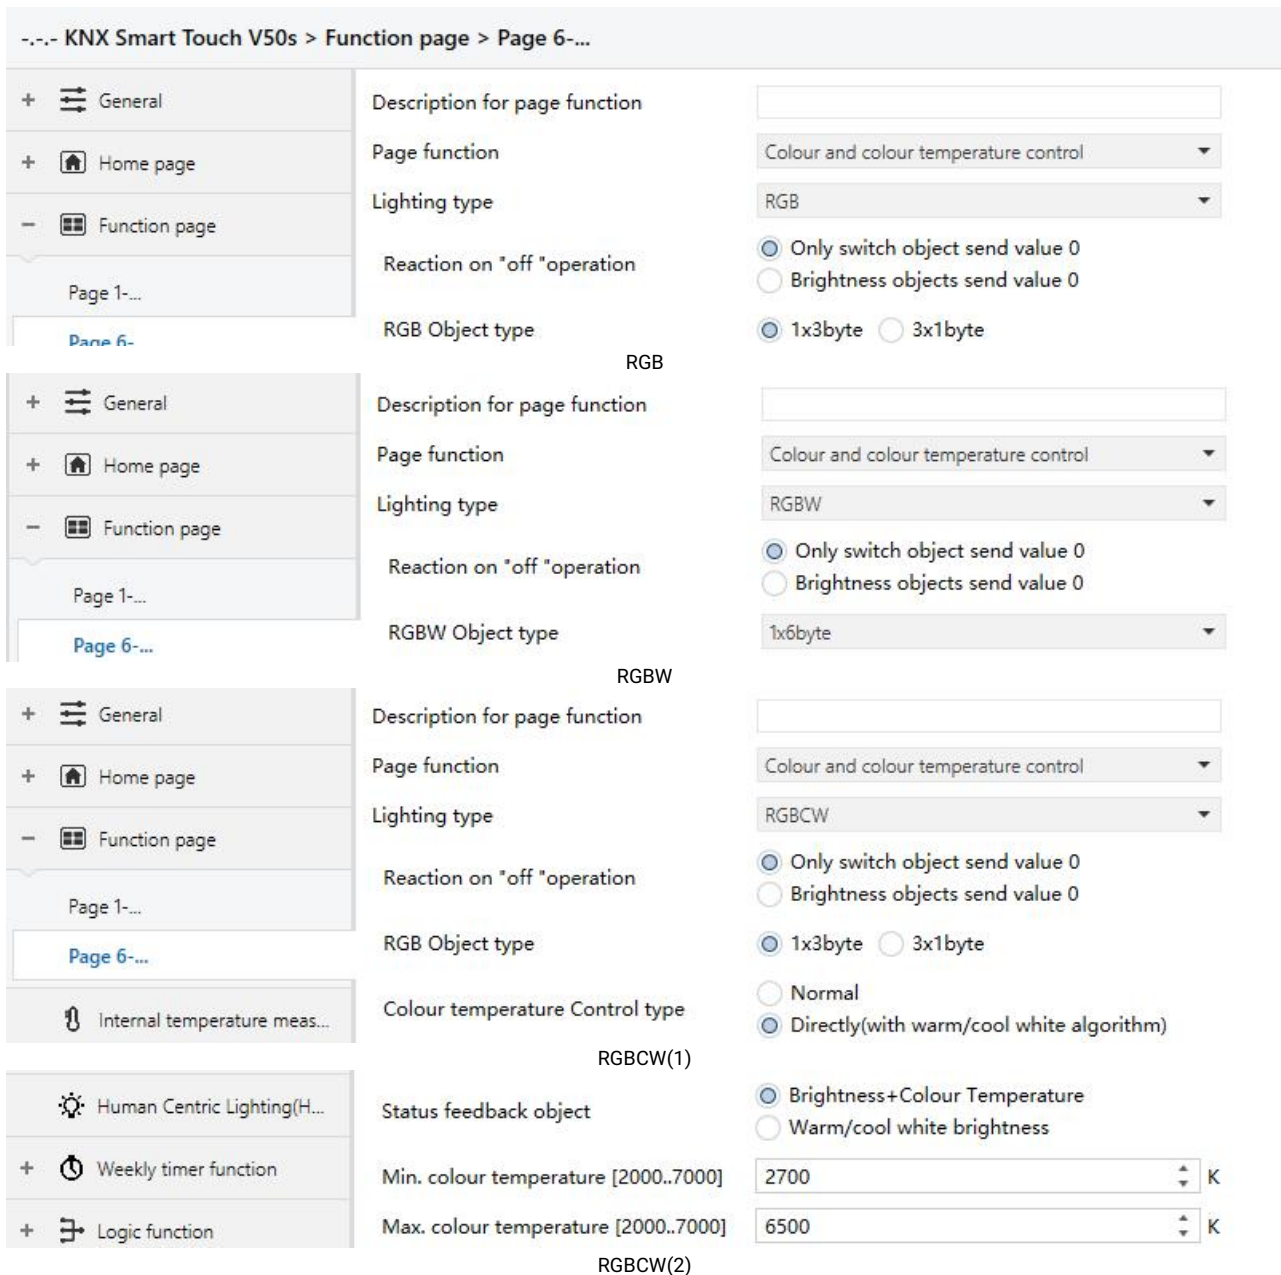 -.-.- KNX Smart Touch V50s > Function page > Page 6-...
+ General
Description for page function
+ Home page
Page function
Colour and colour temperature control
Lighting type
RGB
− Function page
Reaction on "off "operation
Only switch object send value 0
Brightness objects send value 0
Page 1-...
Page 6-
RGB Object type
1x3byte 3x1byte
RGB
+ General
Description for page function
+ Home page
Page function
Colour and colour temperature control
Lighting type
RGBW
− Function page
Reaction on "off "operation
Only switch object send value 0
Brightness objects send value 0
Page 1-...
Page 6-...
RGBW Object type
1x6byte
RGBW
+ General
Description for page function
+ Home page
Page function
Colour and colour temperature control
Lighting type
RGBCW
− Function page
Reaction on "off "operation
Only switch object send value 0
Brightness objects send value 0
Page 1-...
Page 6-...
RGB Object type
1x3byte 3x1byte
Internal temperature meas...
Colour temperature Control type
Normal
Directly(with warm/cool white algorithm)
RGBCW(1)
Human Centric Lighting(H...
Status feedback object
Brightness+Colour Temperature
Warm/cool white brightness
+ Weekly timer function
Min. colour temperature [2000..7000]
2700 K
+ Logic function
Max. colour temperature [2000..7000]
6500 K
RGBCW(2)